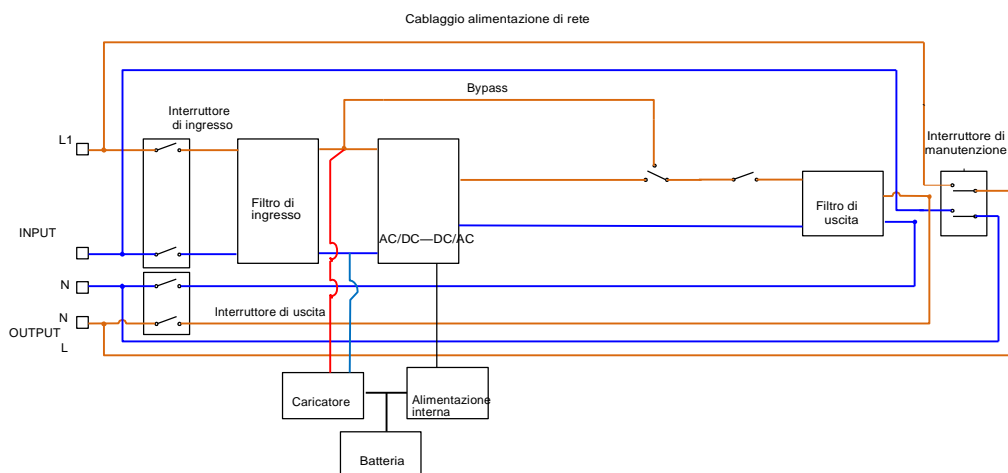 Cablaggio alimentazione di rete
Bypass
Interruttore
di ingresso
L1
Interruttore di
manutenzione
Filtro di
ingresso
Filtro di
uscita
INPUT
AC/DC—DC/AC
N
Interruttore di uscita
N
OUTPUT
L
Caricatore
Alimentazione
interna
Batteria